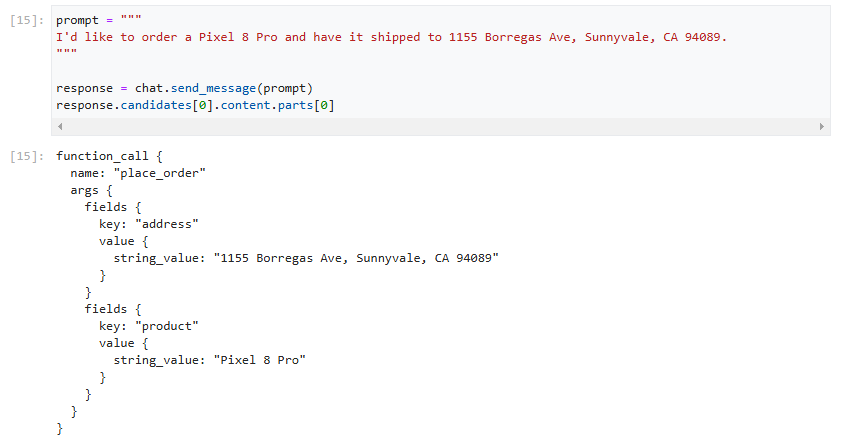 [15]: prompt = """
I'd like to order a Pixel 8 Pro and have it shipped to 1155 Borregas Ave, Sunnyvale, CA 94089.
"""

response = chat.send_message(prompt)
response.candidates[0].content.parts[0]

[15]: function_call {
  name: "place_order"
  args {
    fields {
      key: "address"
      value {
        string_value: "1155 Borregas Ave, Sunnyvale, CA 94089"
      }
    }
    fields {
      key: "product"
      value {
        string_value: "Pixel 8 Pro"
      }
    }
  }
}